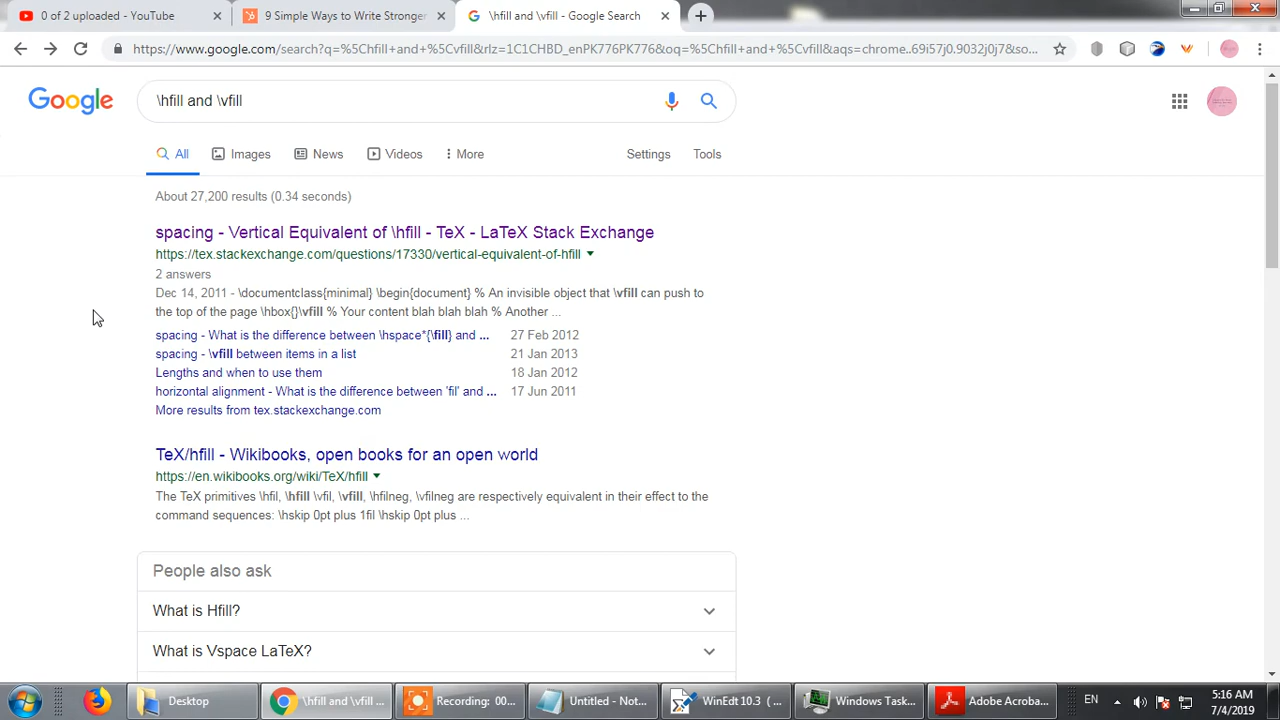 0 of 2 uploaded - YouTube
9 Simple Ways to Write Stronger
\hfill and \vfill - Google Search
https://www.google.com/search?q=%5Chfill+and+%5Cvfill&rlz=1C1CHBD_enPK776PK776&oq=%5Chfill+and+%5Cvfill&aqs=chrome..69i57j0.9032j0j7&so...
Google
\hfill and \vfill
All
Images
News
Videos
More
Settings
Tools
About 27,200 results (0.34 seconds)
spacing - Vertical Equivalent of \hfill - TeX - LaTeX Stack Exchange
https://tex.stackexchange.com/questions/17330/vertical-equivalent-of-hfill
2 answers
Dec 14, 2011 - \documentclass{minimal} \begin{document} % An invisible object that \vfill can push to
the top of the page \hbox{}\vfill % Your content blah blah blah % Another ...
spacing - What is the difference between \hspace*{\fill} and ... 27 Feb 2012
spacing - \vfill between items in a list 21 Jan 2013
Lengths and when to use them 18 Jan 2012
horizontal alignment - What is the difference between 'fil' and ... 17 Jun 2011
More results from tex.stackexchange.com
TeX/hfill - Wikibooks, open books for an open world
https://en.wikibooks.org/wiki/TeX/hfill
The TeX primitives \hfil, \hfill \vfil, \vfill, \hfilneg, \vfilneg are respectively equivalent in their effect to the
command sequences: \hskip 0pt plus 1fil \hskip 0pt plus ...
People also ask
What is Hfill?
What is Vspace LaTeX?
Desktop
\hfill and \vfill ...
Recording: 00...
Untitled - Not...
WinEdt 10.3 ( ...
Windows Task...
Adobe Acroba...
EN
5:16 AM
7/4/2019